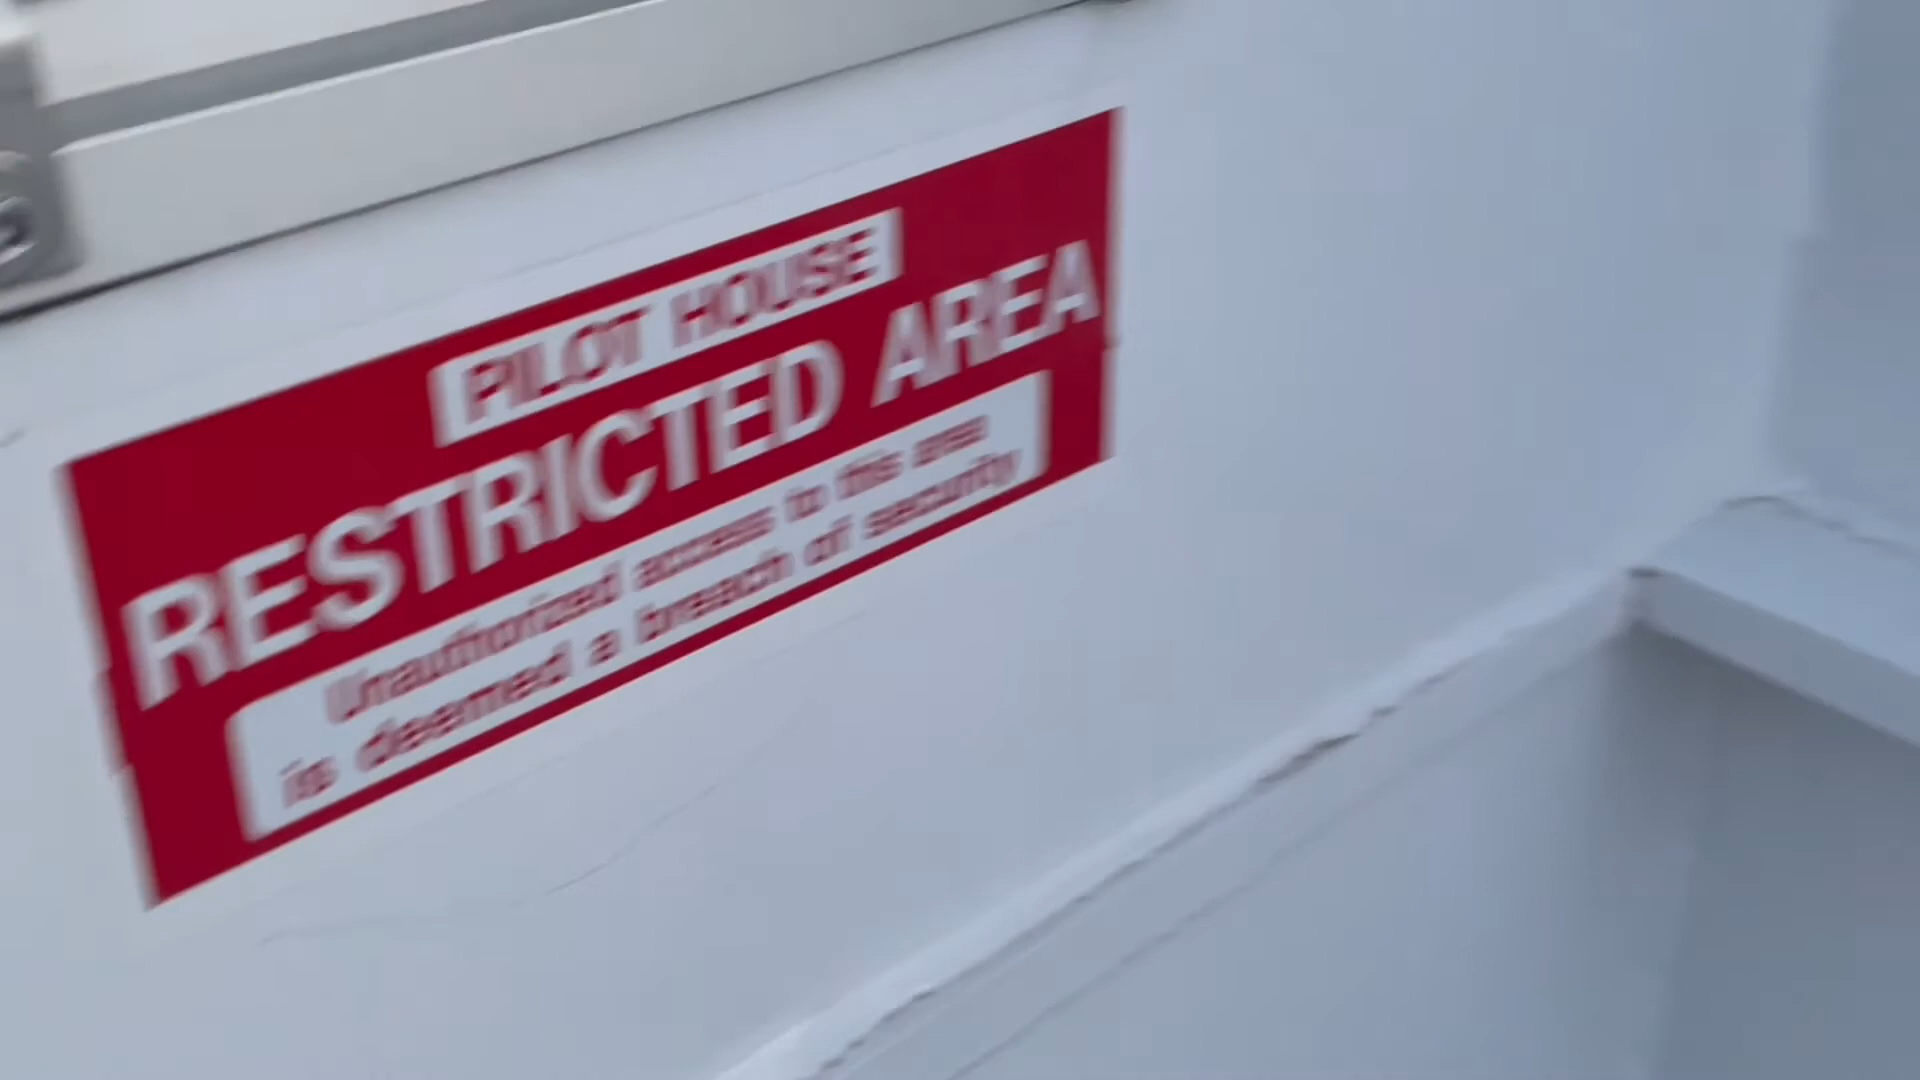 PILOT HOUSE
RESTRICTED AREA
Unauthorized access to this area
is deemed a breach of security